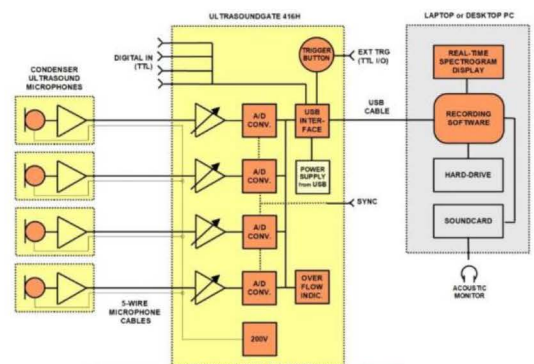 ULTRASOUNDGATE 416H
LAPTOP or DESKTOP PC
DIGITAL IN
(TTL)
TRIGGER
BUTTON
EXT TRG
(TTL I/O)
REAL-TIME
SPECTROGRAM
DISPLAY
CONDENSER
ULTRASOUND
MICROPHONES
A/D
CONV.
USB
INTER-
FACE
USB
CABLE
RECORDING
SOFTWARE
A/D
CONV.
POWER
SUPPLY
from USB
HARD-DRIVE
SYNC
A/D
CONV.
SOUNDCARD
A/D
CONV.
OVER
FLOW
INDIC.
ACOUSTIC
MONITOR
5-WIRE
MICROPHONE
CABLES
200V